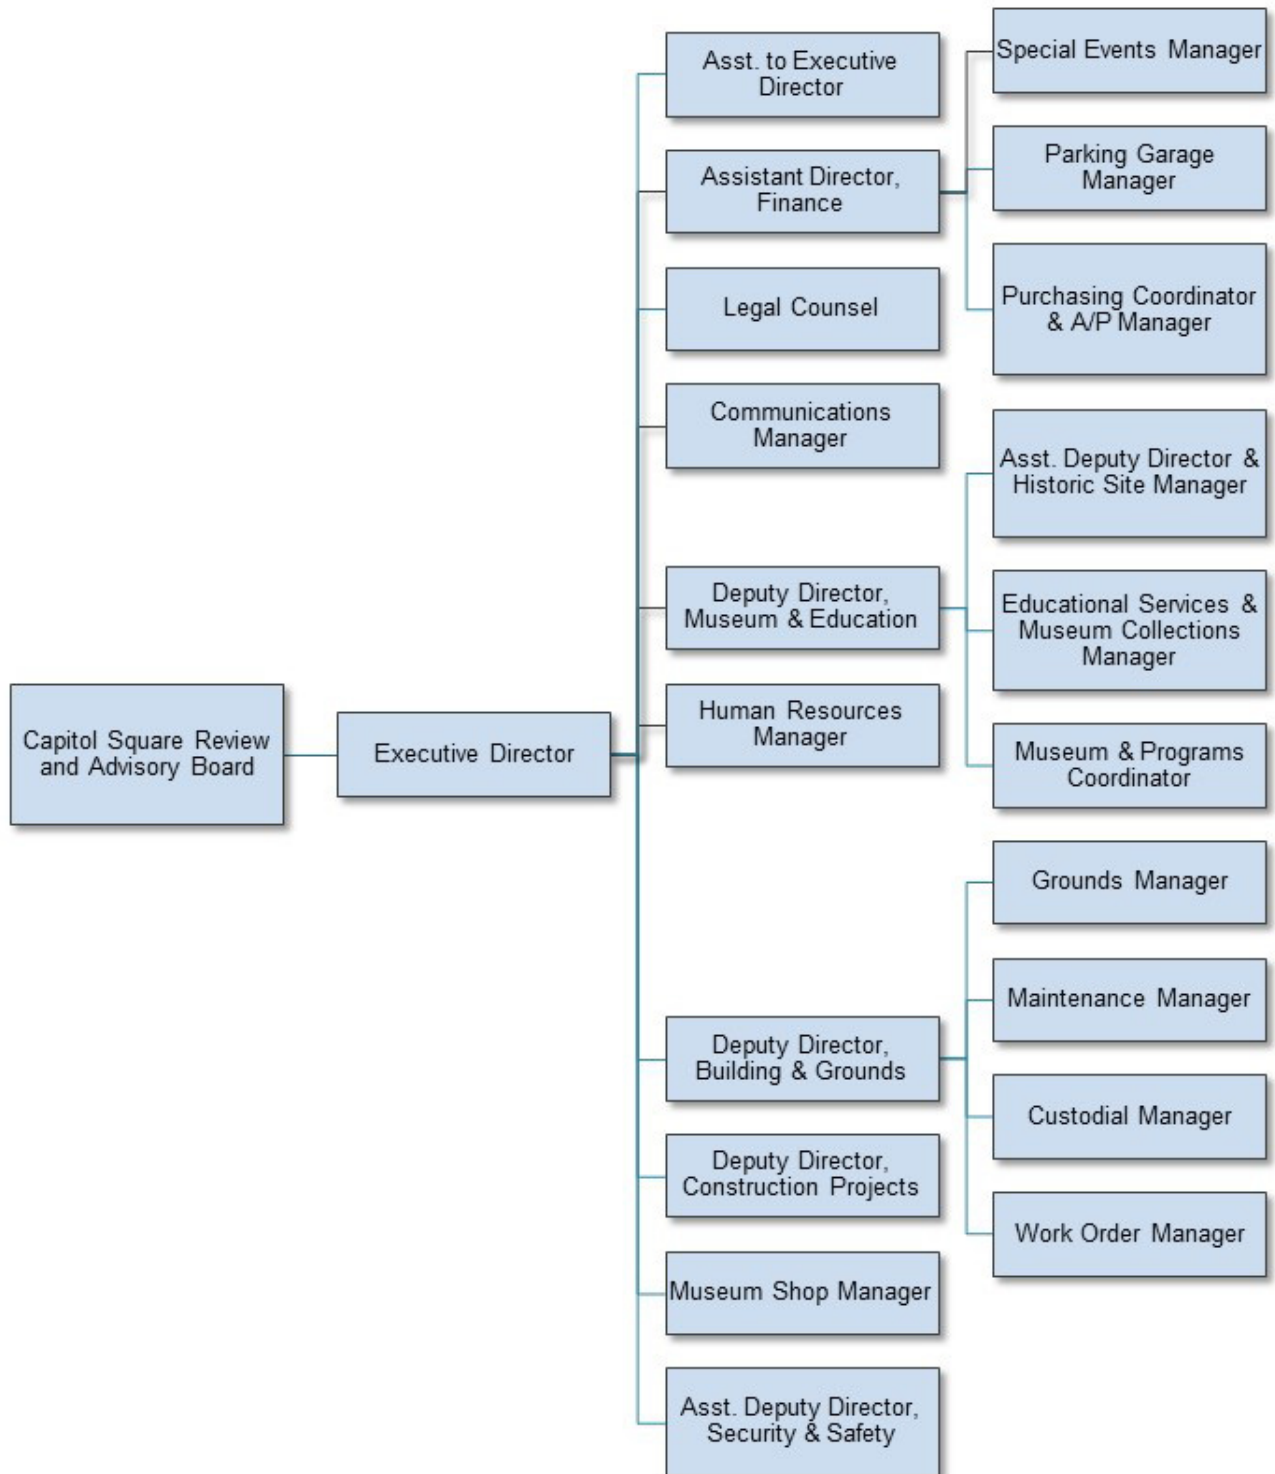 Capitol Square Review
and Advisory Board
Executive Director
Asst. to Executive
Director
Assistant Director,
Finance
Special Events Manager
Parking Garage
Manager
Purchasing Coordinator
& A/P Manager
Legal Counsel
Communications
Manager
Deputy Director,
Museum & Education
Asst. Deputy Director &
Historic Site Manager
Educational Services &
Museum Collections
Manager
Museum & Programs
Coordinator
Human Resources
Manager
Deputy Director,
Building & Grounds
Grounds Manager
Maintenance Manager
Custodial Manager
Work Order Manager
Deputy Director,
Construction Projects
Museum Shop Manager
Asst. Deputy Director,
Security & Safety